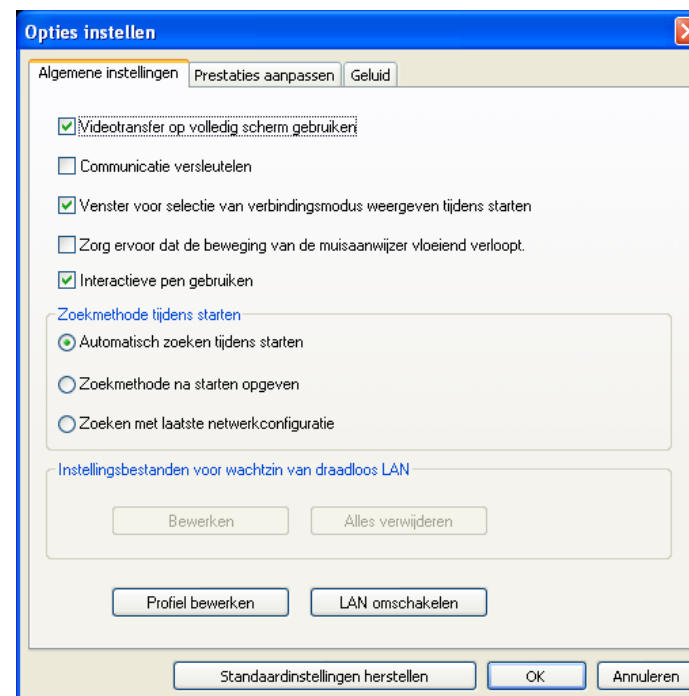 Opties instellen
Algemene instellingen Prestaties aanpassen Geluid
Videotransfer op volledig scherm gebruiken
Communicatie versleutelen
Venster voor selectie van verbindingsmodus weergeven tijdens starten
Zorg ervoor dat de beweging van de muisaanwijzer vloeiend verloopt.
Interactieve pen gebruiken
Zoekmethode tijdens starten
Automatisch zoeken tijdens starten
Zoekmethode na starten opgeven
Zoeken met laatste netwerkconfiguratie
Instellingsbestanden voor wachtzin van draadloos LAN
Bewerken Alles verwijderen
Profiel bewerken LAN omschakelen
Standaardinstellingen herstellen OK Annuleren